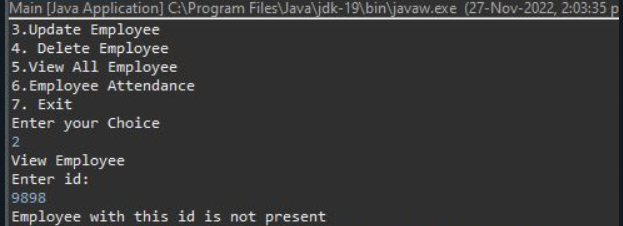 Main [Java Application] C:\Program Files\Java\jdk-19\bin\javaw.exe (27-Nov-2022, 2:03:35 p
3.Update Employee
4. Delete Employee
5.View All Employee
6.Employee Attendance
7. Exit
Enter your Choice
2
View Employee
Enter id:
9898
Employee with this id is not present